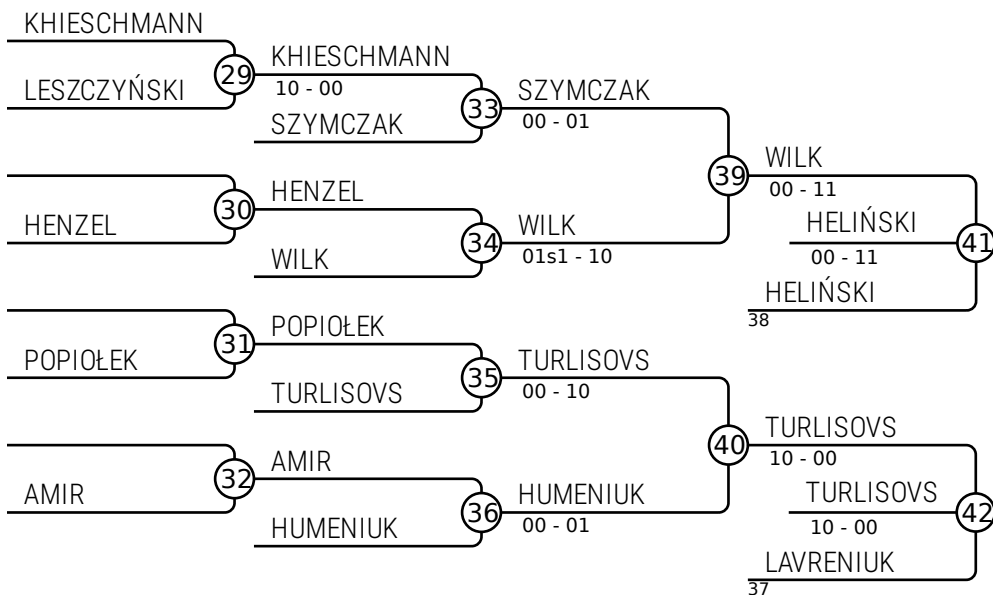 KHIESCHMANN
29
LESZCZYŃSKI
KHIESCHMANN
10 - 00
33
SZYMCZAK
SZYMCZAK
00 - 01
39
30
HENZEL
HENZEL
34
WILK
WILK
01s1 - 10
WILK
00 - 11
HELIŃSKI
41
00 - 11
HELIŃSKI
38
31
POPIOŁEK
POPIOŁEK
35
TURLISOVS
TURLISOVS
00 - 10
40
32
AMIR
AMIR
36
HUMENIUK
HUMENIUK
00 - 01
TURLISOVS
10 - 00
TURLISOVS
42
10 - 00
LAVRENIUK
37